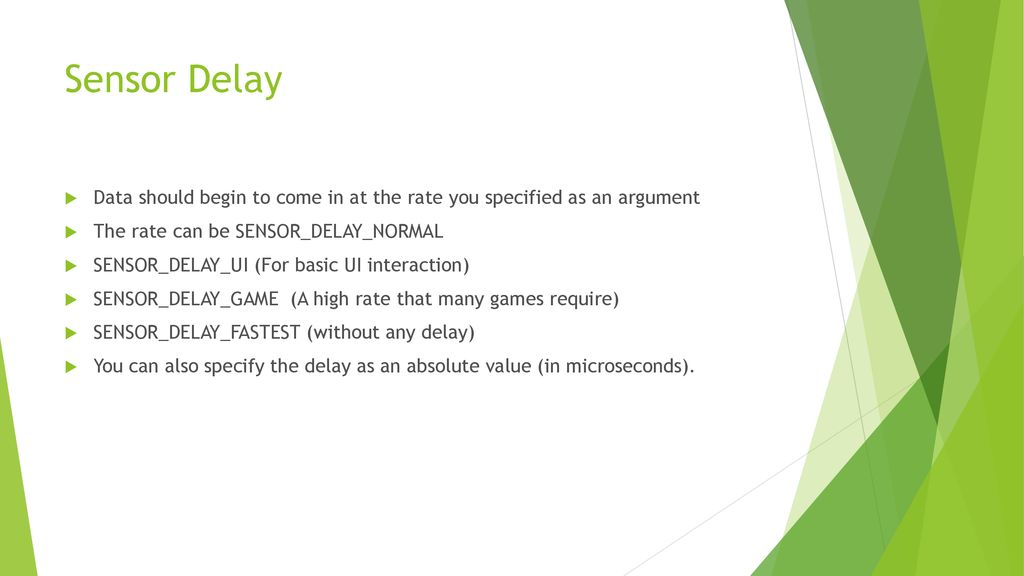 Sensor Delay
Data should begin to come in at the rate you specified as an argument
The rate can be SENSOR_DELAY_NORMAL
SENSOR_DELAY_UI (For basic UI interaction)
SENSOR_DELAY_GAME  (A high rate that many games require)
SENSOR_DELAY_FASTEST (without any delay)
You can also specify the delay as an absolute value (in microseconds).